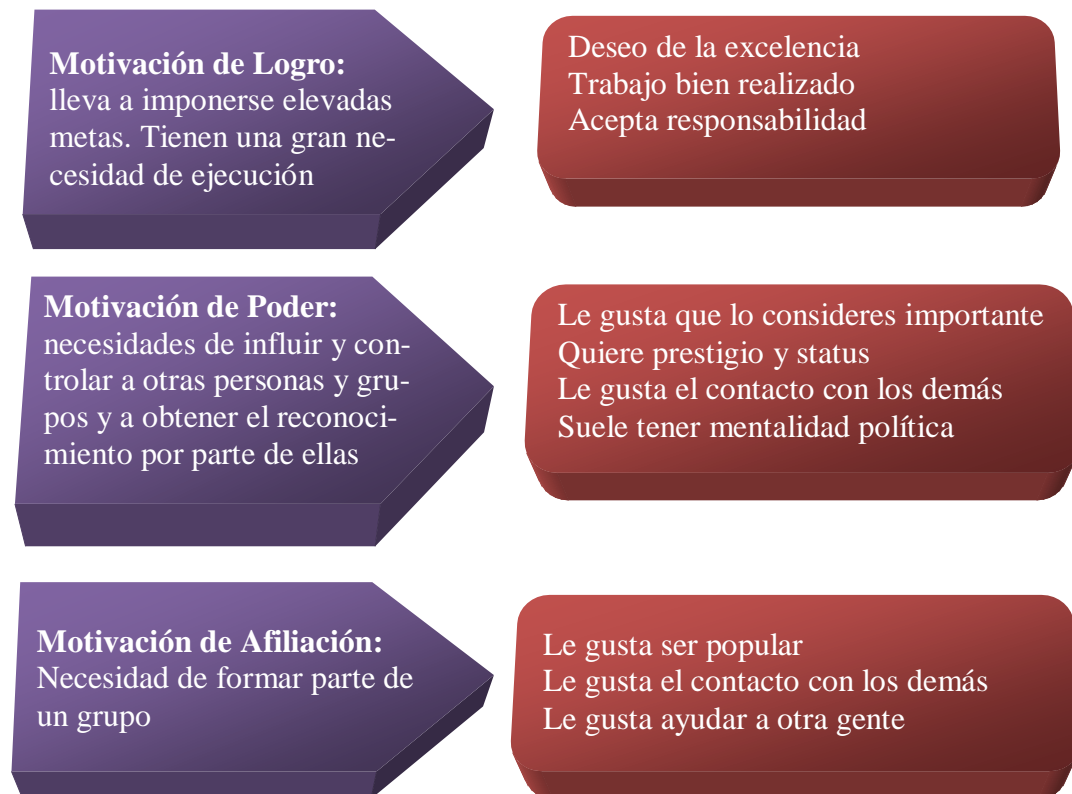 Motivación de Logro:
lleva a imponerse elevadas
metas. Tienen una gran ne-
cesidad de ejecución
Deseo de la excelencia
Trabajo bien realizado
Acepta responsabilidad
Motivación de Poder:
necesidades de influir y con-
trolar a otras personas y gru-
pos y a obtener el reconoci-
miento por parte de ellas
Le gusta que lo consideres importante
Quiere prestigio y status
Le gusta el contacto con los demás
Suele tener mentalidad política
Motivación de Afiliación:
Necesidad de formar parte de
un grupo
Le gusta ser popular
Le gusta el contacto con los demás
Le gusta ayudar a otra gente